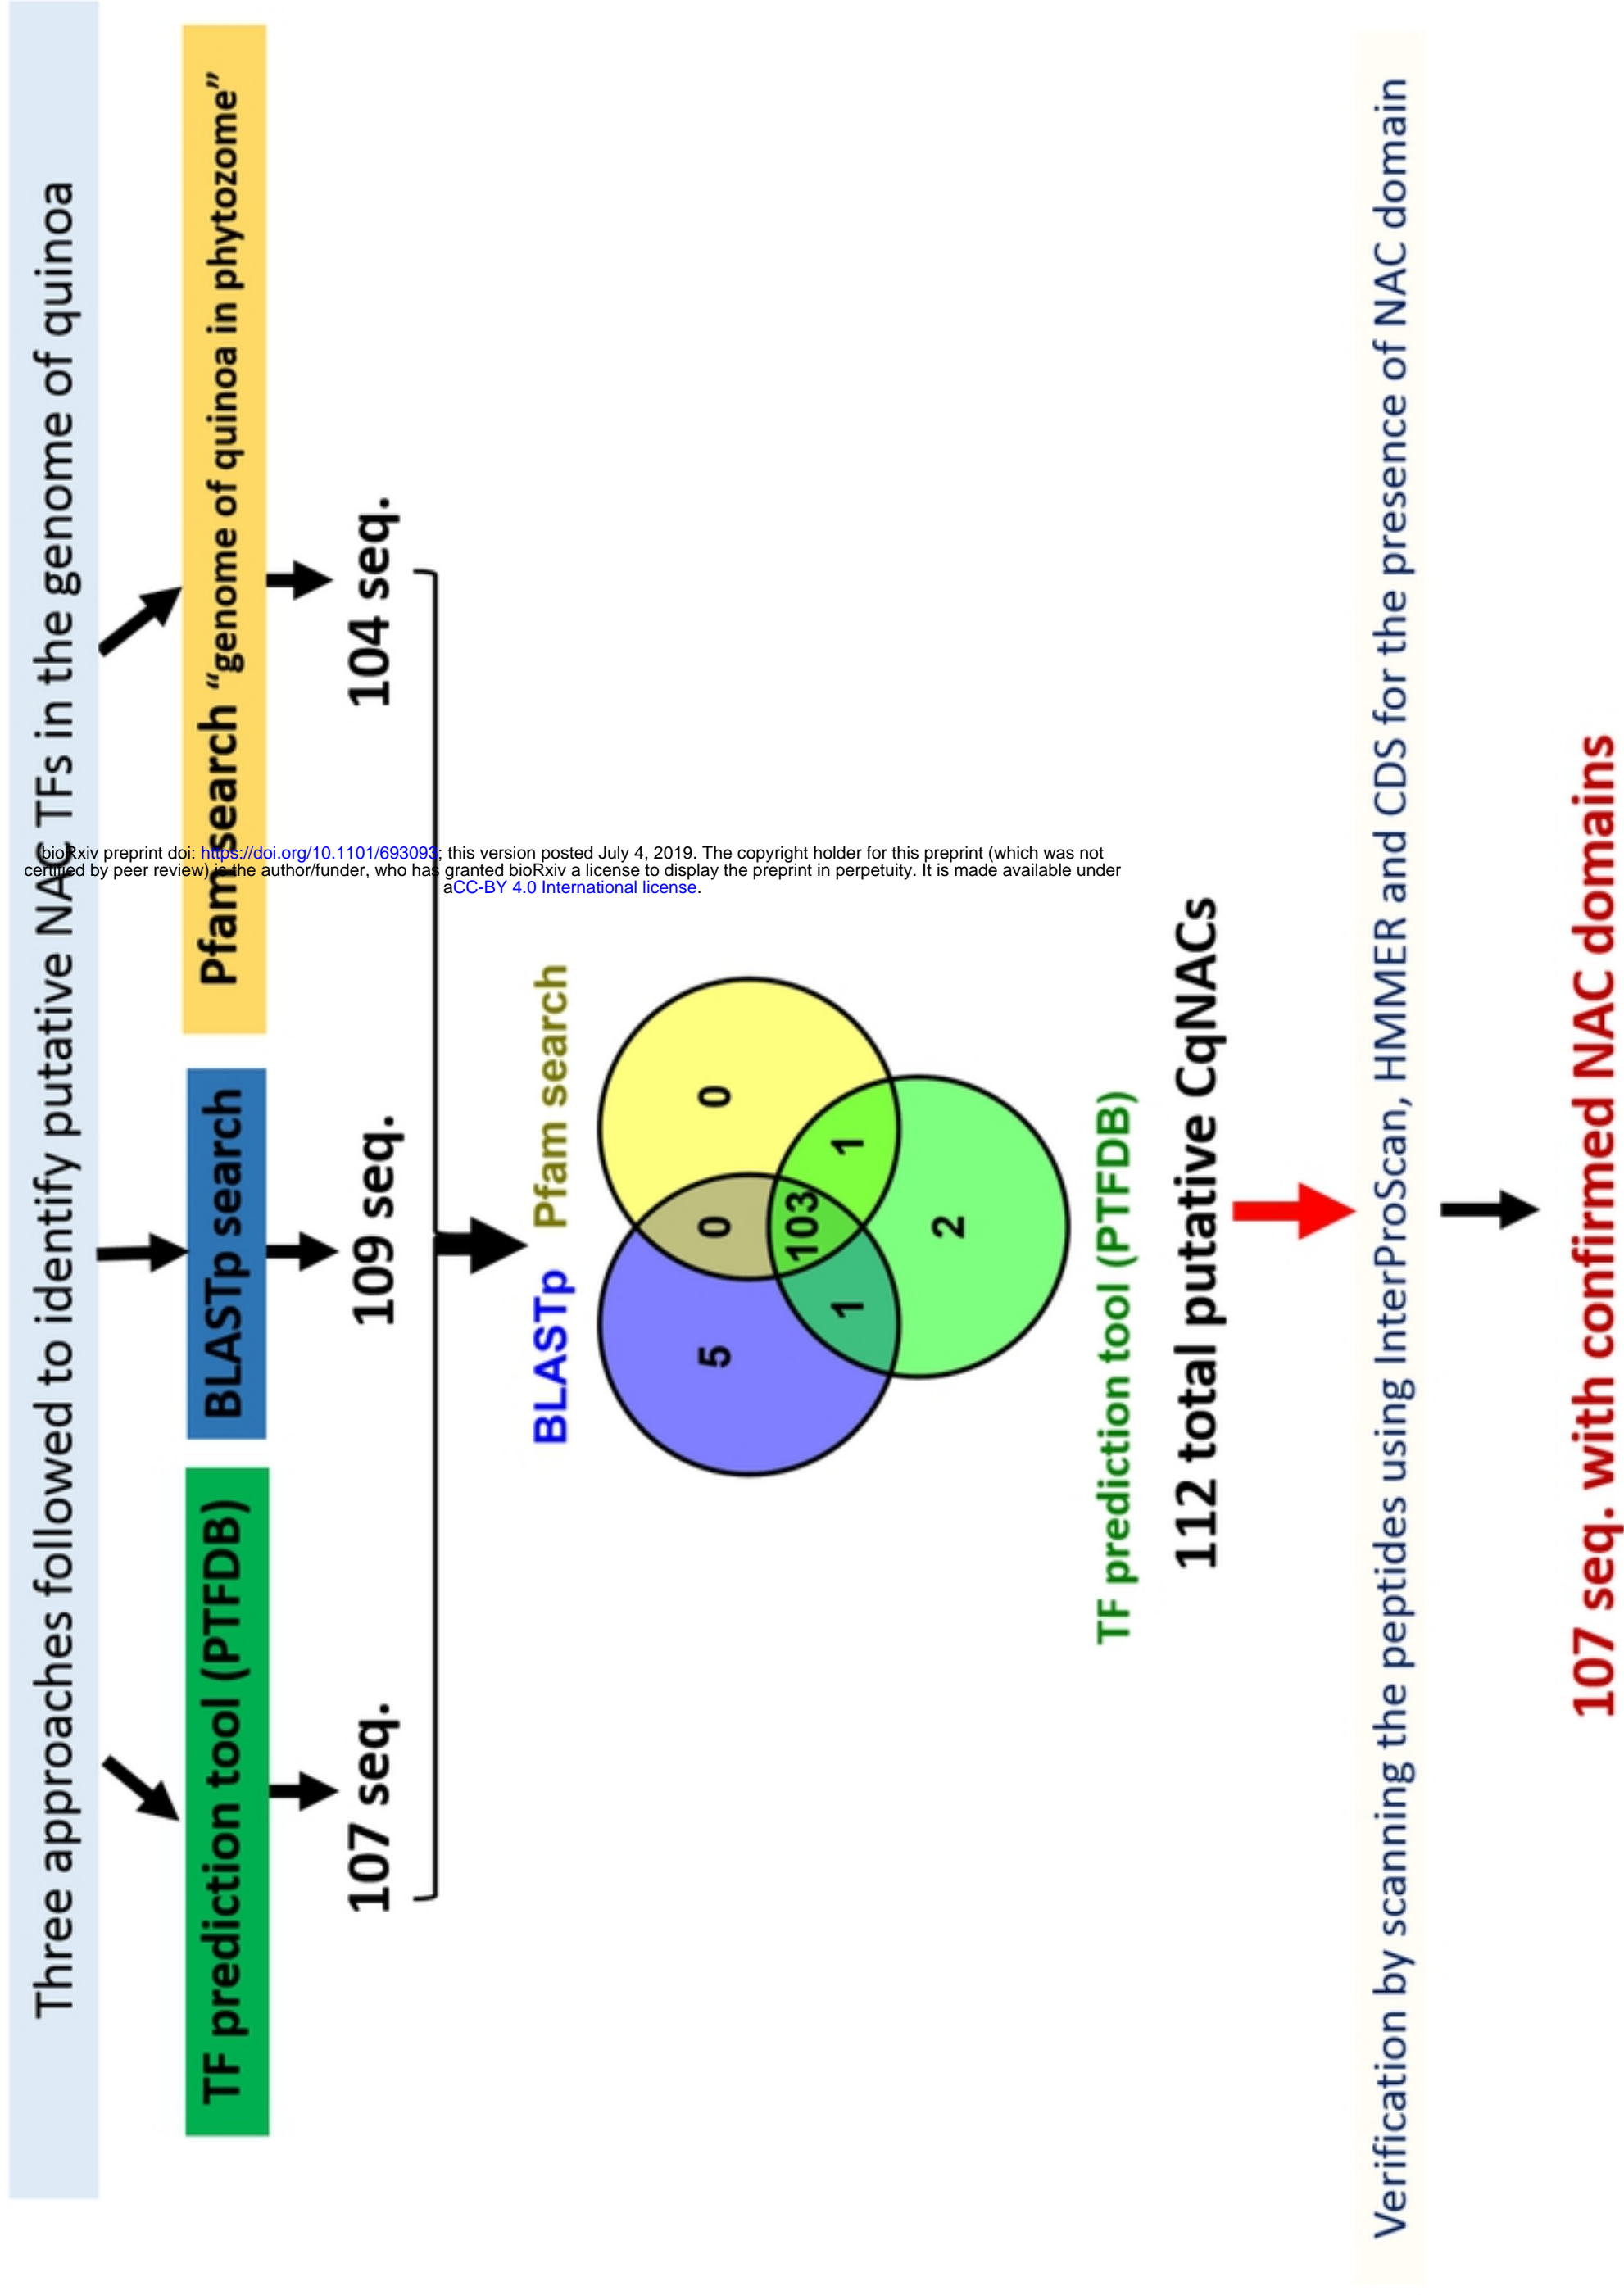 Three approaches followed to identify putative NAC TFs in the genome of quinoa
TF prediction tool (PTFDB)
BLASTp search
Pfam search “genome of quinoa in phytozome”
107 seq.
109 seq.
104 seq.
bioRxiv preprint doi: https://doi.org/10.1101/693093; this version posted July 4, 2019. The copyright holder for this preprint (which was not
certified by peer review) is the author/funder, who has granted bioRxiv a license to display the preprint in perpetuity. It is made available under
aCC-BY 4.0 International license.
BLASTp
Pfam search
5
0
0
103
1
1
2
TF prediction tool (PTFDB)
112 total putative CqNACs
Verification by scanning the peptides using InterProScan, HMMER and CDS for the presence of NAC domain
107 seq. with confirmed NAC domains